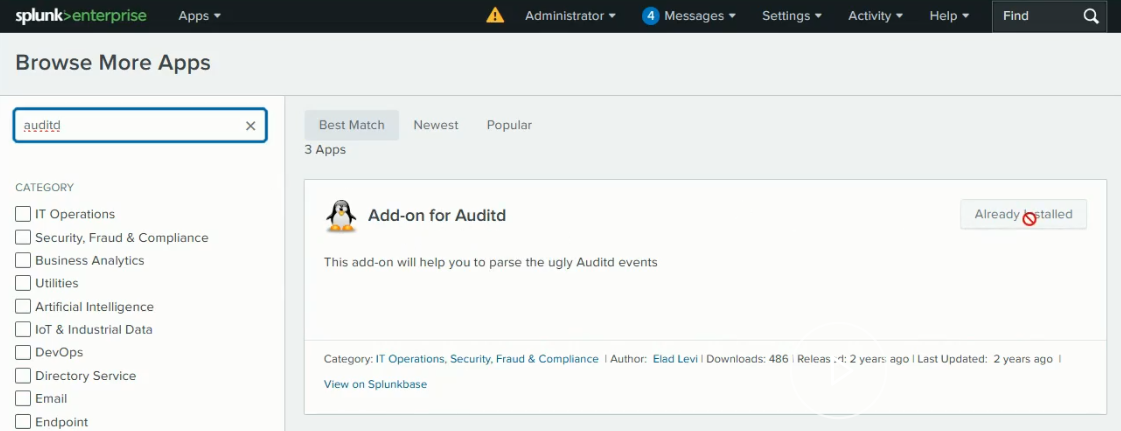 splunk>enterprise Apps Administrator 4 Messages Settings Activity Help Find
Browse More Apps
auditd
Best Match Newest Popular
3 Apps
CATEGORY
IT Operations
Security, Fraud & Compliance
Business Analytics
Utilities
Artificial Intelligence
IoT & Industrial Data
DevOps
Directory Service
Email
Endpoint
Add-on for Auditd
Already Installed
This add-on will help you to parse the ugly Auditd events
Category: IT Operations, Security, Fraud & Compliance | Author: Elad Levi | Downloads: 486 | Released: 2 years ago | Last Updated: 2 years ago |
View on Splunkbase